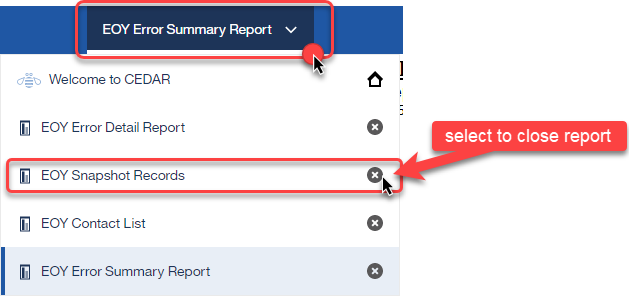 EOY Error Summary Report
Welcome to CEDAR
EOY Error Detail Report
select to close report
EOY Snapshot Records
EOY Contact List
EOY Error Summary Report